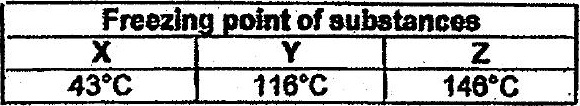 Freezing point of substances
X Y Z
43°C 116°C 146°C